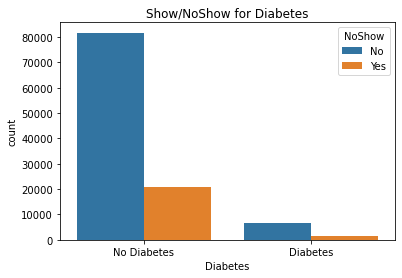 Show/NoShow for Diabetes
NoShow
No
Yes
80000
70000
60000
50000
40000
30000
20000
10000
0
count
No Diabetes
Diabetes
Diabetes